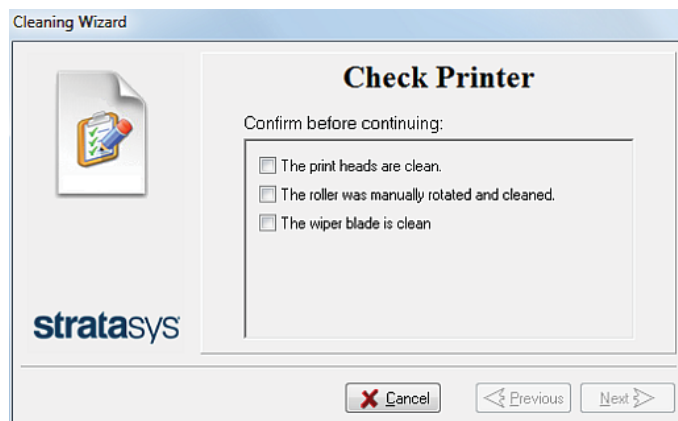 Cleaning Wizard
Check Printer
Confirm before continuing:
The print heads are clean.
The roller was manually rotated and cleaned.
The wiper blade is clean
stratasys
Cancel
Previous
Next